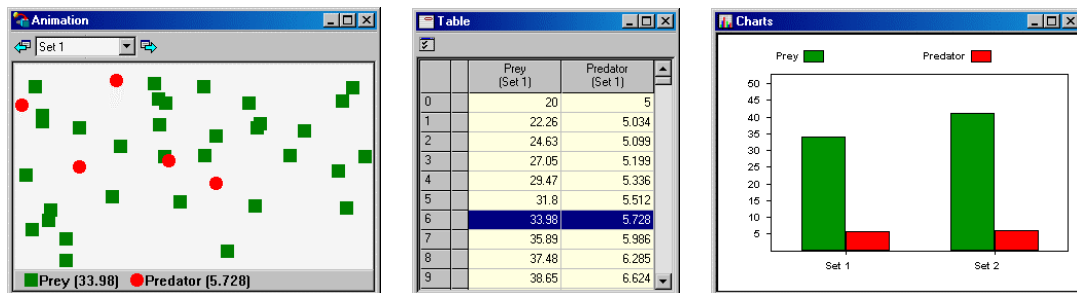 Animation
Set 1
Prey (33.98) Predator (5.728)
Table
Prey (Set 1) Predator (Set 1)
0 20 5
1 22.26 5.034
2 24.63 5.099
3 27.05 5.199
4 29.47 5.336
5 31.8 5.512
6 33.98 5.728
7 35.89 5.986
8 37.48 6.285
9 38.65 6.624
Charts
Prey Predator
50
45
40
35
30
25
20
15
10
5
Set 1 Set 2